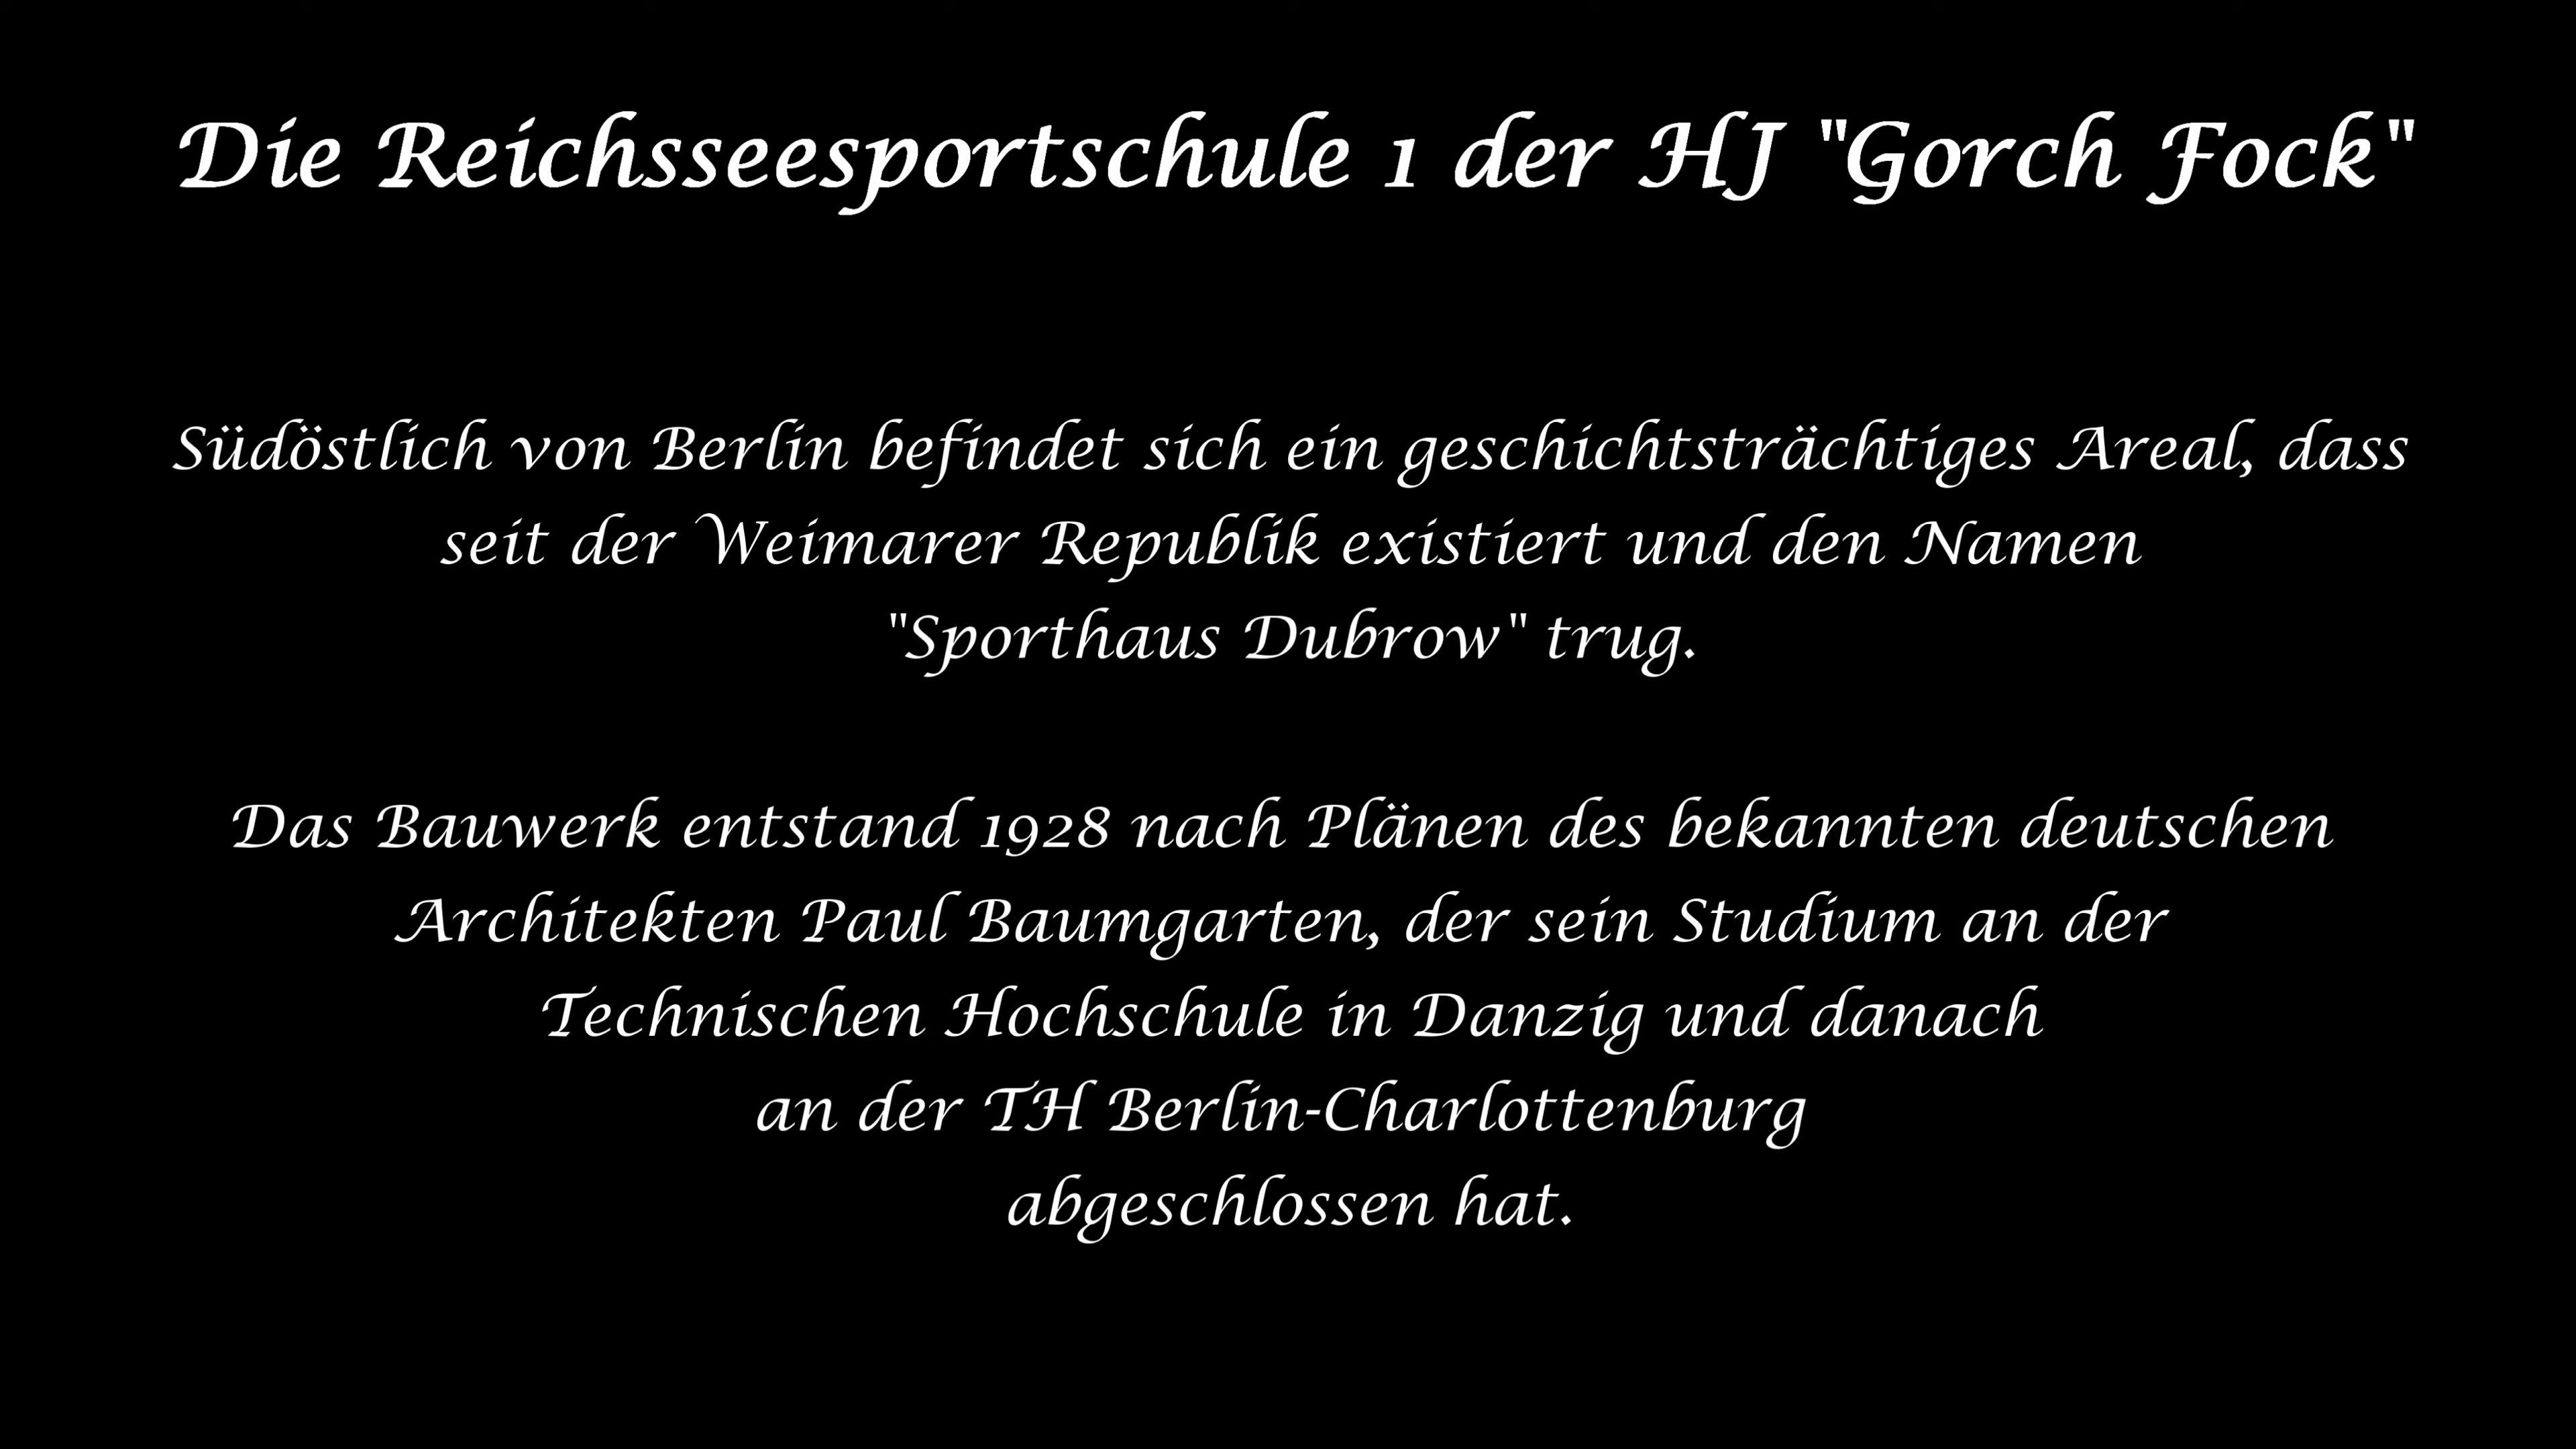 Die Reichsseesportschule 1 der HJ "Gorch Fock"
Südöstlich von Berlin befindet sich ein geschichtsträchtiges Areal, dass
seit der Weimarer Republik existiert und den Namen
"Sporthaus Dubrow" trug.
Das Bauwerk entstand 1928 nach Plänen des bekannten deutschen
Architekten Paul Baumgarten, der sein Studium an der
Technischen Hochschule in Danzig und danach
an der TH Berlin-Charlottenburg
abgeschlossen hat.